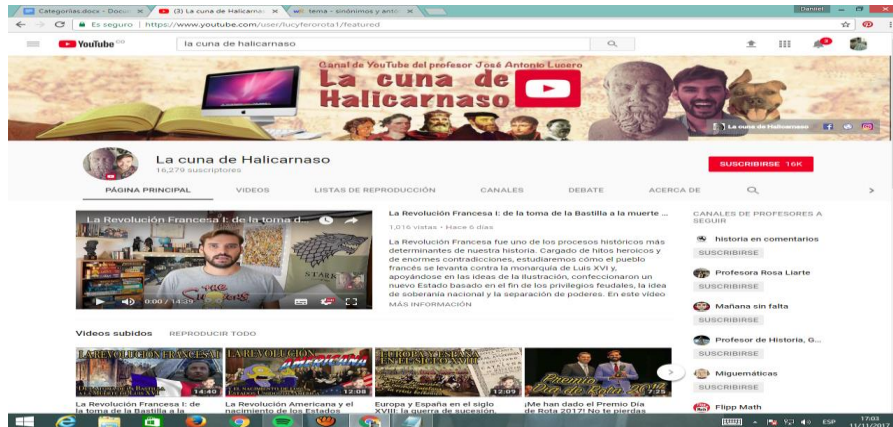 Categorías.docx - Docu
(3) La cuna de Halicarnas
tema - sinónimos y antó
Danniel
Es seguro | https://www.youtube.com/user/lucyferorota1/featured
YouTube CO
la cuna de halicarnaso
Canal de YouTube del profesor José Antonio Lucero
La cuna de
Halicarnaso
La cuna de Halicarnaso
La cuna de Halicarnaso
16,279 suscriptores
SUSCRIBIRSE 16K
PÁGINA PRINCIPAL VIDEOS LISTAS DE REPRODUCCIÓN CANALES DEBATE ACERCA DE
La Revolución Francesa I: de la toma d...
STARK
0:00 / 14:39
La Revolución Francesa I: de la toma de la Bastilla a la muerte ...
1,016 vistas • Hace 6 días
La Revolución Francesa fue uno de los procesos históricos más
determinantes de nuestra historia. Cargado de hitos heroicos y
de enormes contradicciones, estudiaremos cómo el pueblo
francés se levanta contra la monarquía de Luis XVI y,
apoyándose en las ideas de la Ilustración, confeccionaron un
nuevo Estado basado en el fin de los privilegios feudales, la idea
de soberanía nacional y la separación de poderes. En este vídeo
MÁS INFORMACIÓN
CANALES DE PROFESORES A
SEGUIR
historia en comentarios
SUSCRIBIRSE
Profesora Rosa Liarte
SUSCRIBIRSE
Mañana sin falta
SUSCRIBIRSE
Profesor de Historia, G...
SUSCRIBIRSE
Miguemáticas
SUSCRIBIRSE
Flipp Math
Videos subidos REPRODUCIR TODO
LA REVOLUCIÓN FRANCESA I
14:40
LA REVOLUCIÓN
AMERICANA
12:08
EUROPA Y ESPAÑA
EN EL SIGLO XVIII
12:09
Premio
Día de Rota 2017
7:25
La Revolución Francesa I: de
la toma de la Bastilla a la
La Revolución Americana y el
nacimiento de los Estados
Europa y España en el siglo
XVIII: la guerra de sucesión,
¡Me han dado el Premio Día
de Rota 2017! No te pierdas
ESP
17:03
11/11/2017